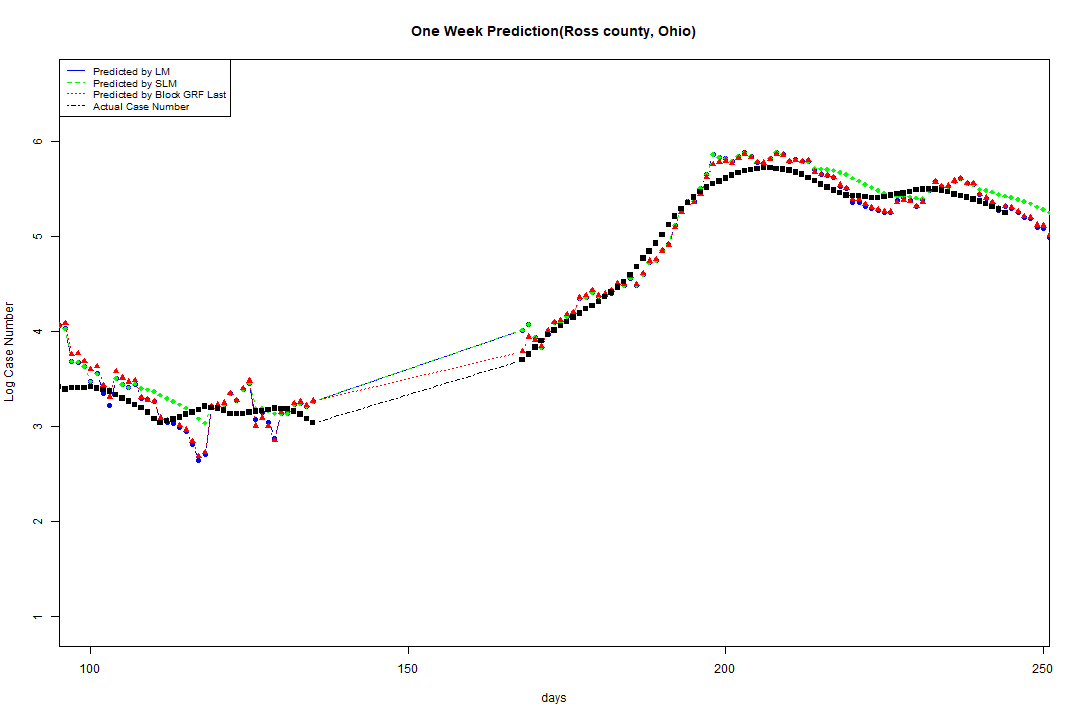 One Week Prediction(Ross county, Ohio)
Predicted by LM
Predicted by SLM
Predicted by Block GRF Last
Actual Case Number
6
5
4
3
2
1
Log Case Number
100 150 200 250
days